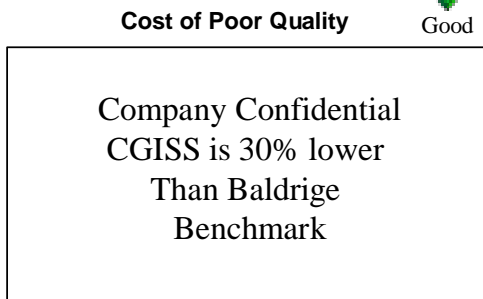 Cost of Poor Quality
Good
Company Confidential
CGISS is 30% lower
Than Baldrige
Benchmark